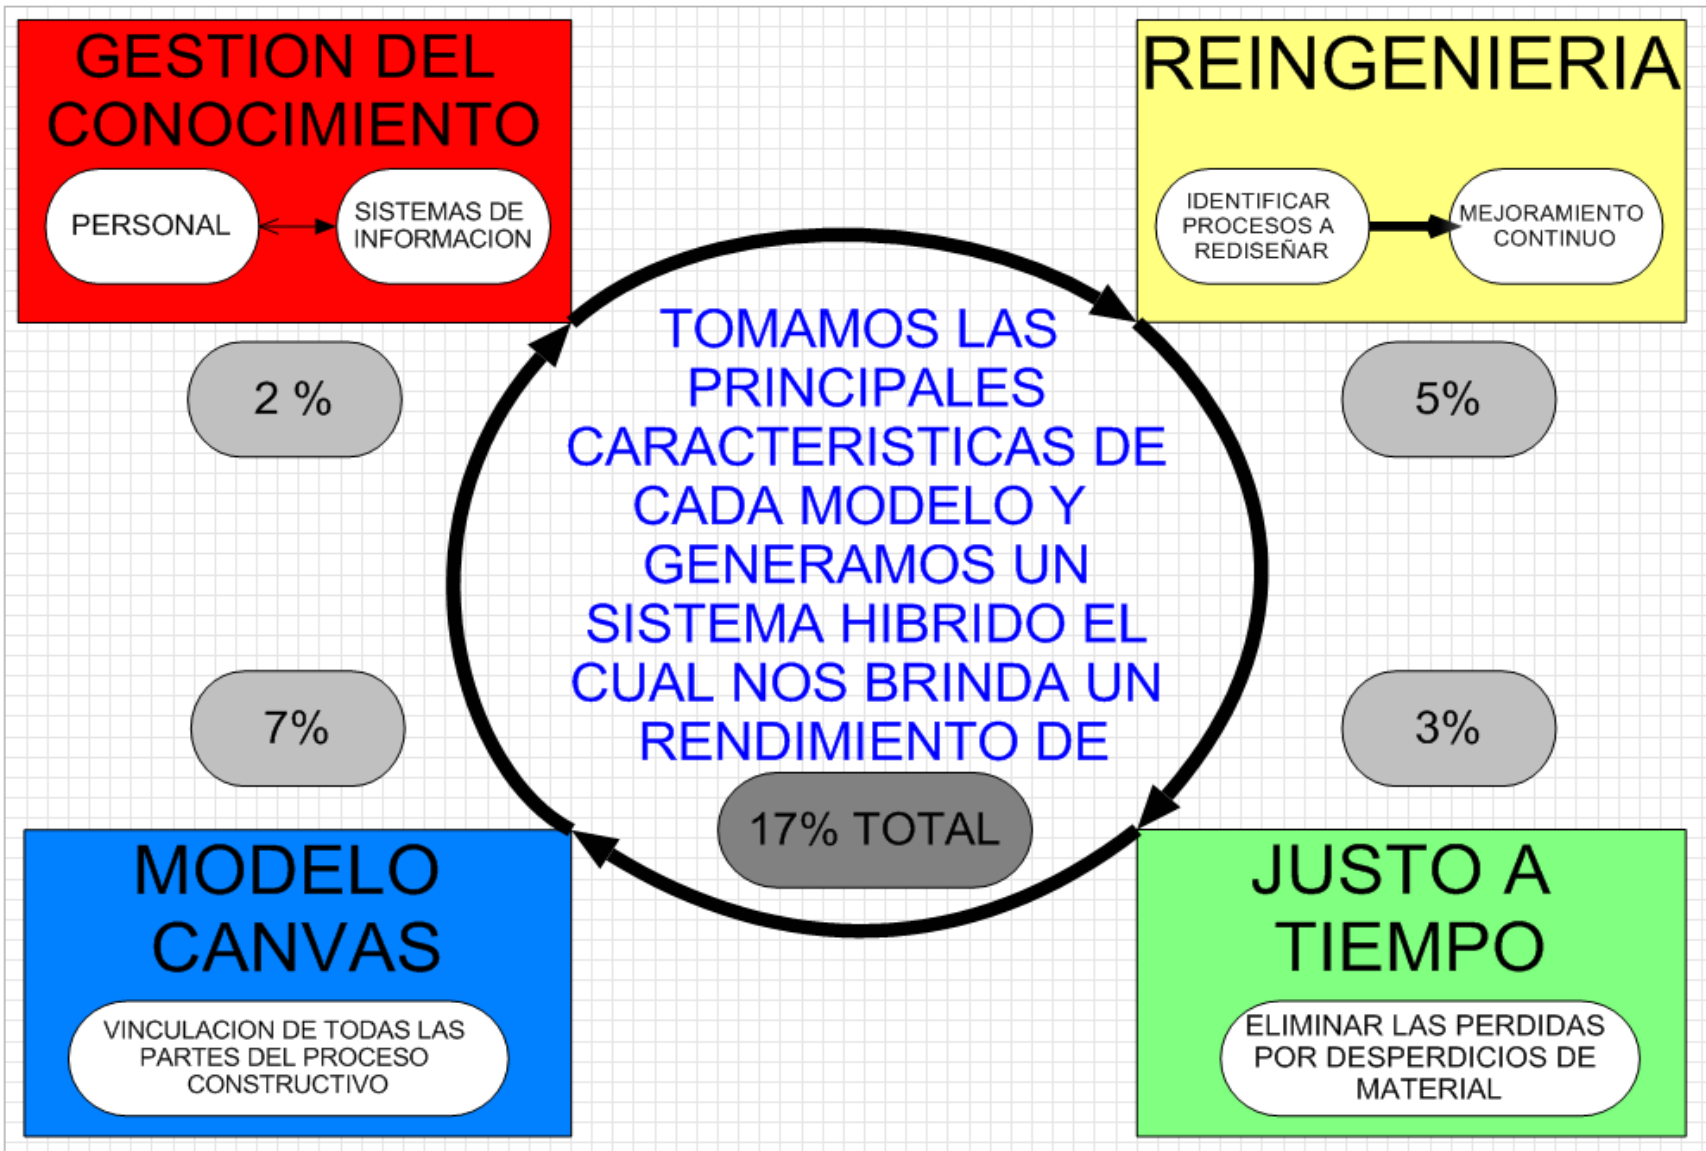 GESTION DEL
CONOCIMIENTO
PERSONAL
SISTEMAS DE
INFORMACION
2 %
REINGENIERIA
IDENTIFICAR
PROCESOS A
REDISEÑAR
MEJORAMIENTO
CONTINUO
5%
TOMAMOS LAS
PRINCIPALES
CARACTERISTICAS DE
CADA MODELO Y
GENERAMOS UN
SISTEMA HIBRIDO EL
CUAL NOS BRINDA UN
RENDIMIENTO DE
17% TOTAL
7%
MODELO
CANVAS
VINCULACION DE TODAS LAS
PARTES DEL PROCESO
CONSTRUCTIVO
3%
JUSTO A
TIEMPO
ELIMINAR LAS PERDIDAS
POR DESPERDICIOS DE
MATERIAL